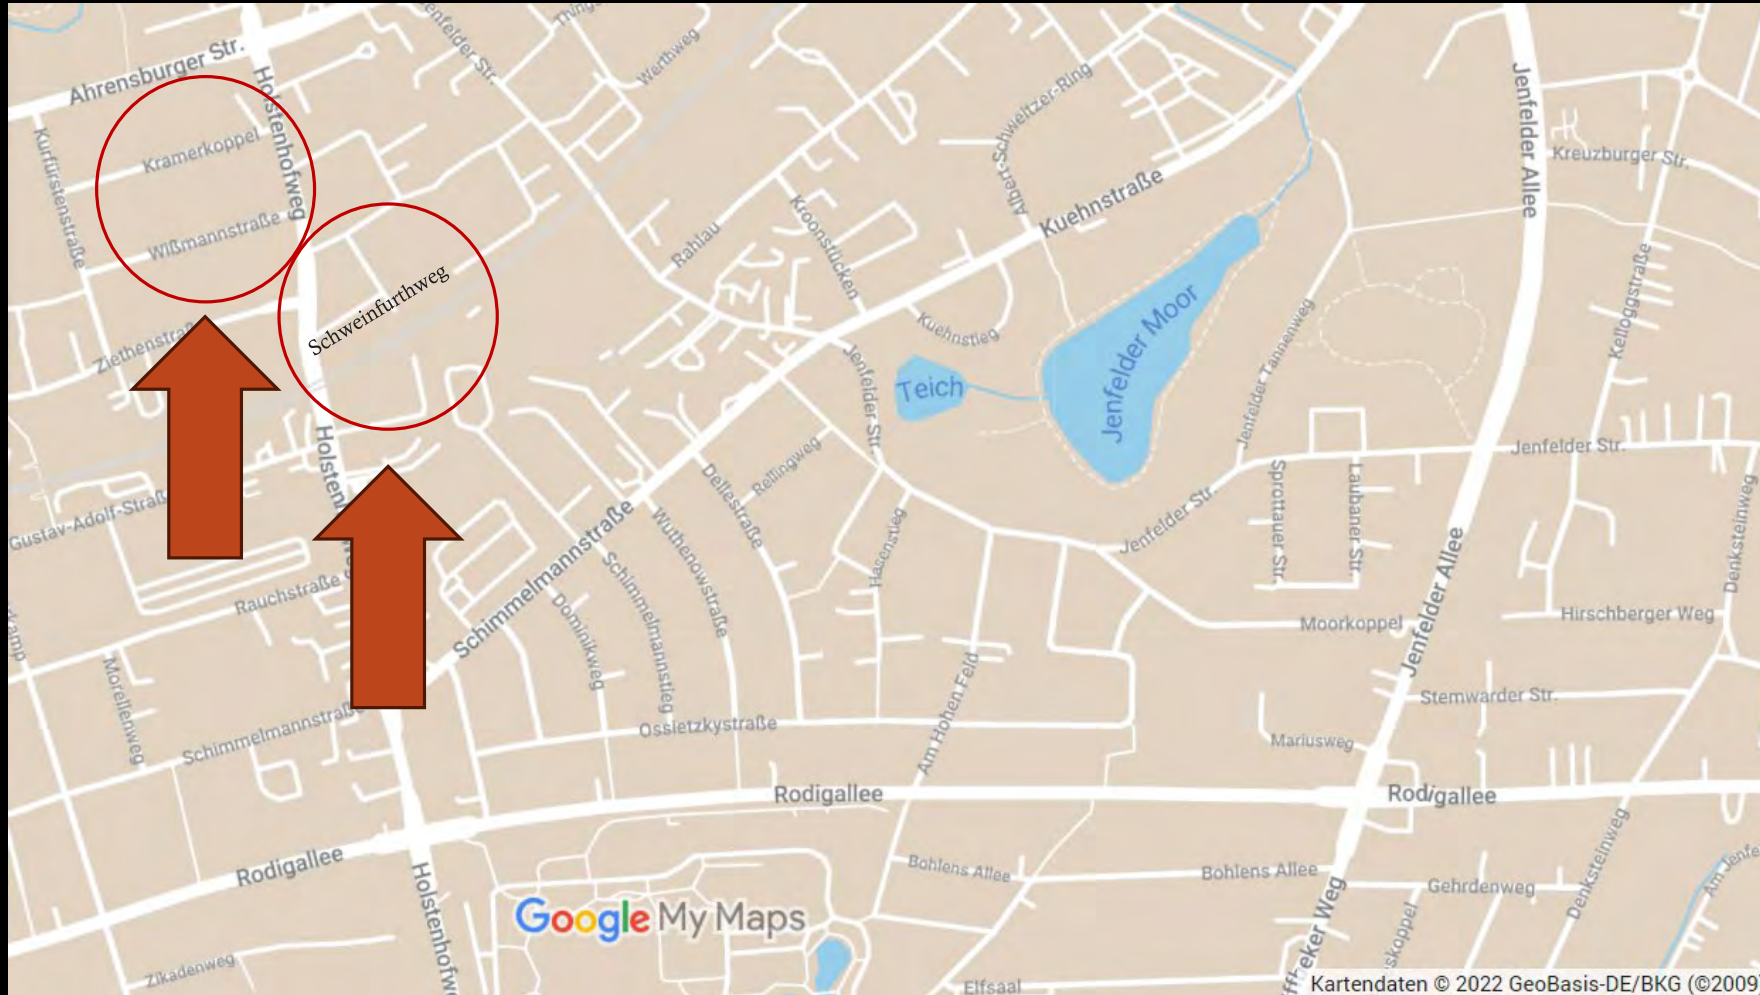 Ahrensburger Str.
Holstenhofweg
Werthweg
Kurfürstenstraße
Kramerkoppel
Wißmannstraße
Albert-Schweitzer-Ring
Jenfelder Allee
Kreuzburger Str.
Kuehnstraße
Kroonstücken
Rahlau
Schweinfurthweg
Kelloggstraße
Kuehnstieg
Jenfelder Moor
Teich
Jenfelder Tannenweg
Jenfelder Str.
Jenfelder Str.
Rellingweg
Dellestraße
Gustav-Adolf-Straß
Schimmelmannstraße
Wuthenowstraße
Hasenstieg
Jenfelder Str.
Sprottauer Str.
Laubaner Str.
Denksteinweg
Jenfelder Allee
Rauchstraße
Schimmelmannstieg
Dominikweg
Moorkoppel
Hirschberger Weg
Morellenweg
Am Hohen Feld
Stemwarder Str.
Schimmelmannstraße
Ossietzkystraße
Mariusweg
Rodigallee
Rodigallee
Rodigallee
Denksteinweg
Bohlens Allee
Bohlens Allee
Gehrdenweg
Google My Maps
Zikadenweg
Elfsaal
Kartendaten © 2022 GeoBasis-DE/BKG (©2009)